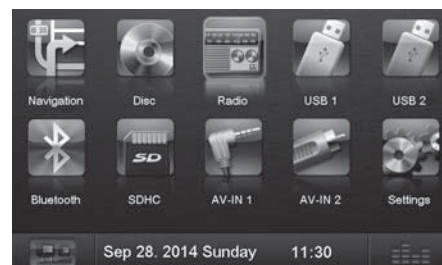 Navigation Disc Radio USB 1 USB 2
SD
Bluetooth SDHC AV-IN 1 AV-IN 2 Settings
Sep 28. 2014 Sunday 11:30